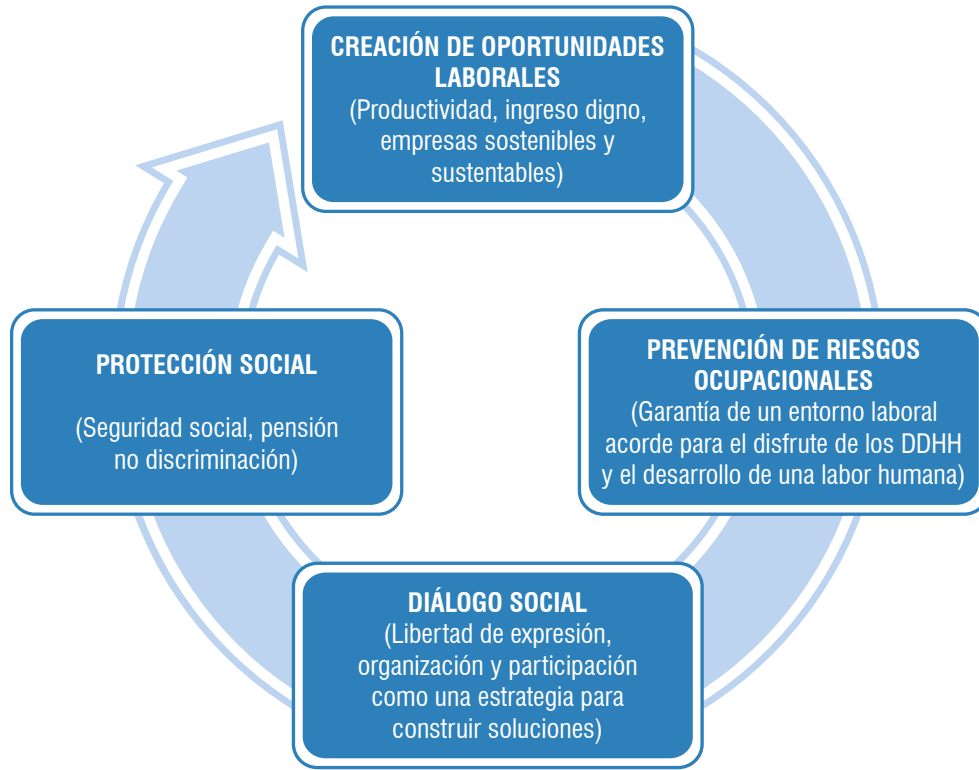 CREACIÓN DE OPORTUNIDADES
LABORALES
(Productividad, ingreso digno,
empresas sostenibles y
sustentables)
PREVENCIÓN DE RIESGOS
OCUPACIONALES
(Garantía de un entorno laboral
acorde para el disfrute de los DDHH
y el desarrollo de una labor humana)
DIÁLOGO SOCIAL
(Libertad de expresión,
organización y participación
como una estrategia para
construir soluciones)
PROTECCIÓN SOCIAL
(Seguridad social, pensión
no discriminación)